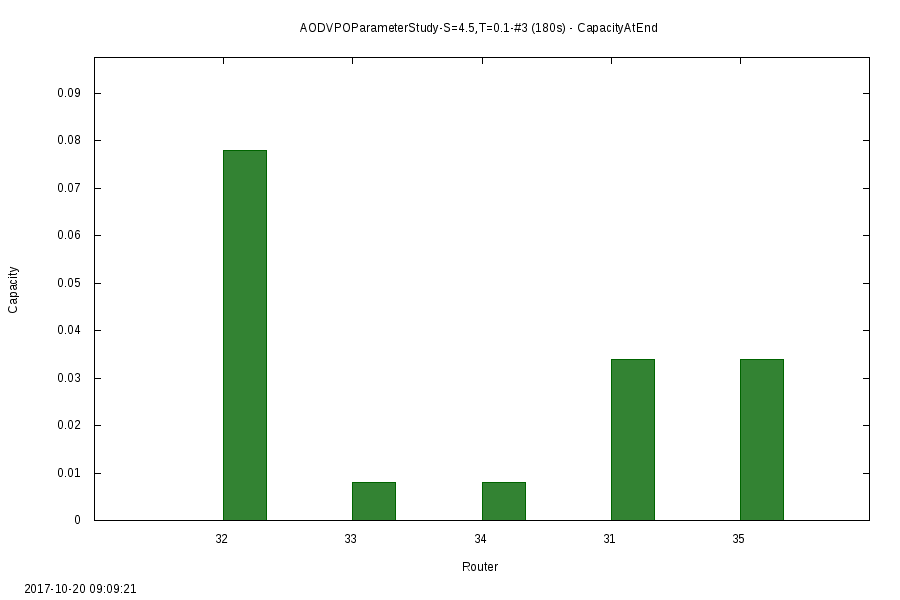 AODVPOParameterStudy-S=4.5,T=0.1-#3 (180s) - CapacityAtEnd
0.09
0.08
0.07
0.06
0.05
0.04
0.03
0.02
0.01
0
Capacity
32 33 34 31 35
Router
2017-10-20 09:09:21